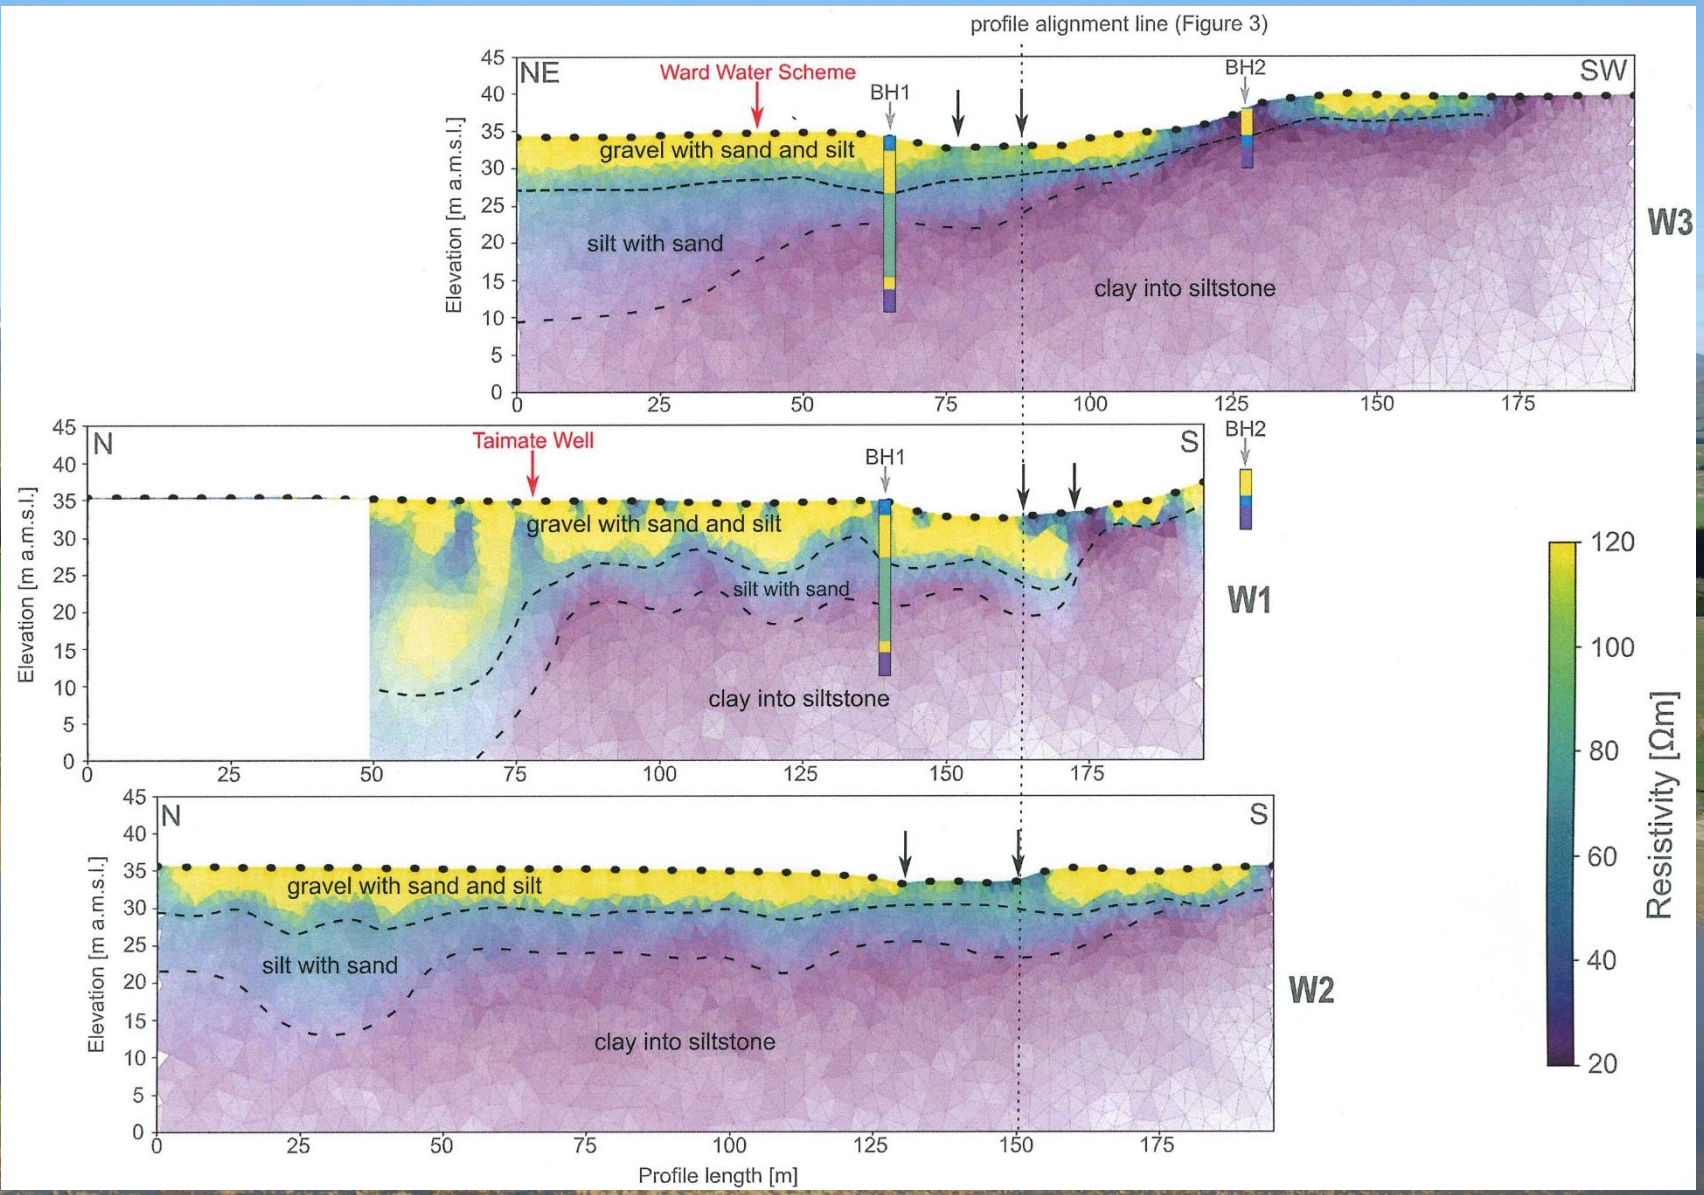 profile alignment line (Figure 3)
45
40
35
30
25
20
15
10
5
0
Elevation [m a.m.s.l.]
NE
Ward Water Scheme
BH1
BH2
SW
gravel with sand and silt
silt with sand
clay into siltstone
W3
0 25 50 75 100 125 150 175
45
40
35
30
25
20
15
10
5
0
Elevation [m a.m.s.l.]
N
Taimate Well
BH1
S
BH2
gravel with sand and silt
silt with sand
clay into siltstone
W1
0 25 50 75 100 125 150 175
45
40
35
30
25
20
15
10
5
0
Elevation [m a.m.s.l.]
N
S
gravel with sand and silt
silt with sand
clay into siltstone
W2
0 25 50 75 100 125 150 175
Profile length [m]
120
100
80
60
40
20
Resistivity [Ωm]